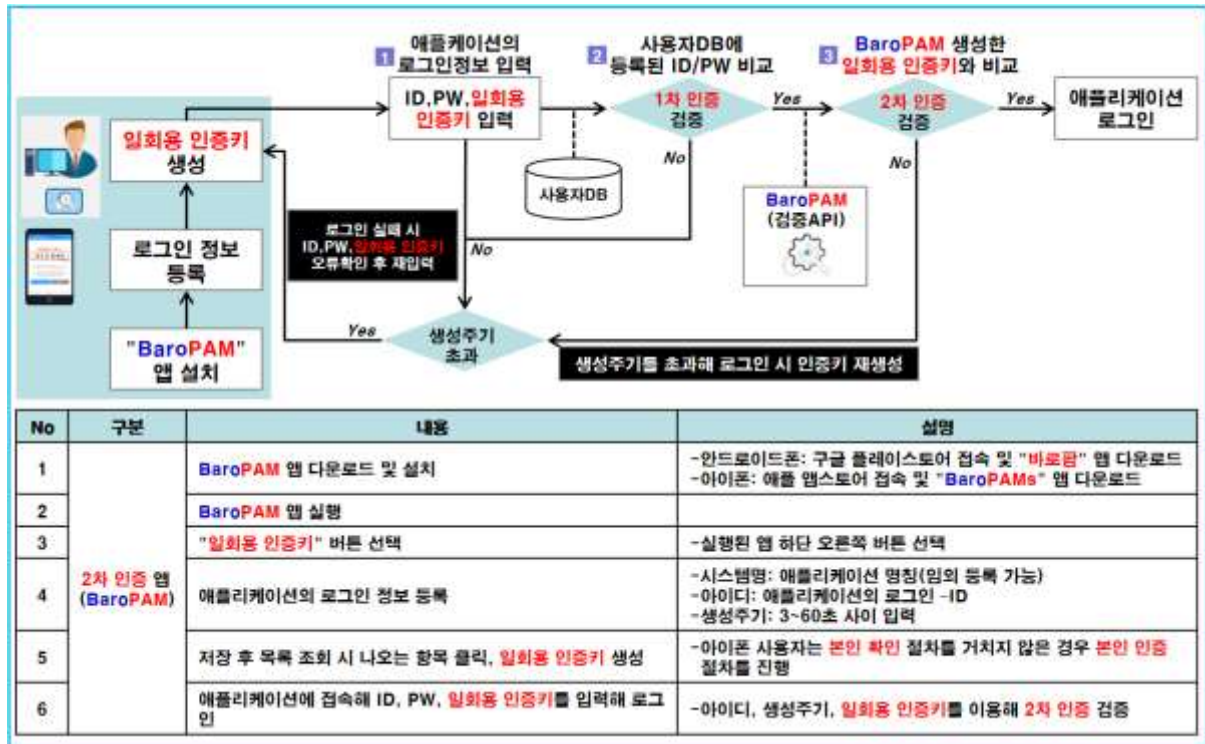 1 애플케이션의
로그인정보 입력
2 사용자DB에
등록된 ID/PW 비교
3 BaroPAM 생성한
일회용 인증키와 비교
ID,PW,일회용
인증키 입력
1차 인증
검증
Yes
2차 인증
검증
Yes
애플리케이션
로그인
일회용 인증키
생성
No
No
사용자DB
BaroPAM
(검증API)
로그인 실패 시
ID,PW,일회용 인증키
오류확인 후 재입력
No
로그인 정보
등록
Yes
생성주기
초과
"BaroPAM"
앱 설치
생성주기를 초과해 로그인 시 인증키 재생성
No 구분 내용 설명
1 BaroPAM 앱 다운로드 및 설치
-안드로이드폰: 구글 플레이스토어 접속 및 "바로팜" 앱 다운로드
-아이폰: 애플 앱스토어 접속 및 "BaroPAMs" 앱 다운로드
2 BaroPAM 앱 실행
3 "일회용 인증키" 버튼 선택 -실행된 앱 하단 오른쪽 버튼 선택
2차 인증 앱
(BaroPAM)
4 애플리케이션의 로그인 정보 등록
-시스템명: 애플리케이션 명칭(임의 등록 가능)
-아이디: 애플리케이션의 로그인 -ID
-생성주기: 3~60초 사이 입력
5 저장 후 목록 조회 시 나오는 항목 클릭, 일회용 인증키 생성
-아이폰 사용자는 본인 확인 절차를 거치지 않은 경우 본인 인증
절차를 진행
6 애플리케이션에 접속해 ID, PW, 일회용 인증키를 입력해 로그
인
-아이디, 생성주기, 일회용 인증키를 이용해 2차 인증 검증